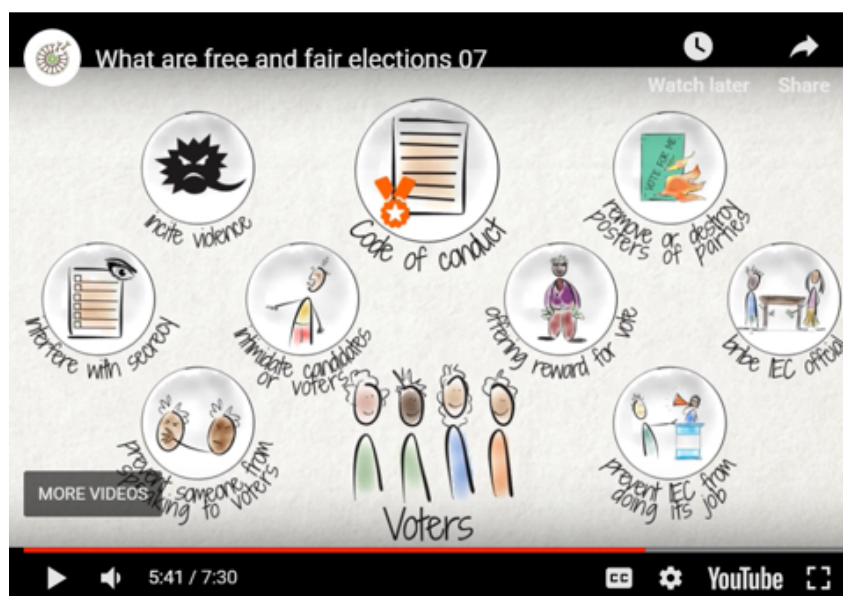 What are free and fair elections 07
Watch later
Share
VOTE FOR ME
incite violence
Code of conduct
remove or destroy
posters of parties
interfere with secrecy
intimidate candidates
or voters
offering reward for vote
bribe IEC official
prevent someone from
speaking to voters
prevent IEC from
doing its job
MORE VIDEOS
Voters
5:41 / 7:30
CC
YouTube